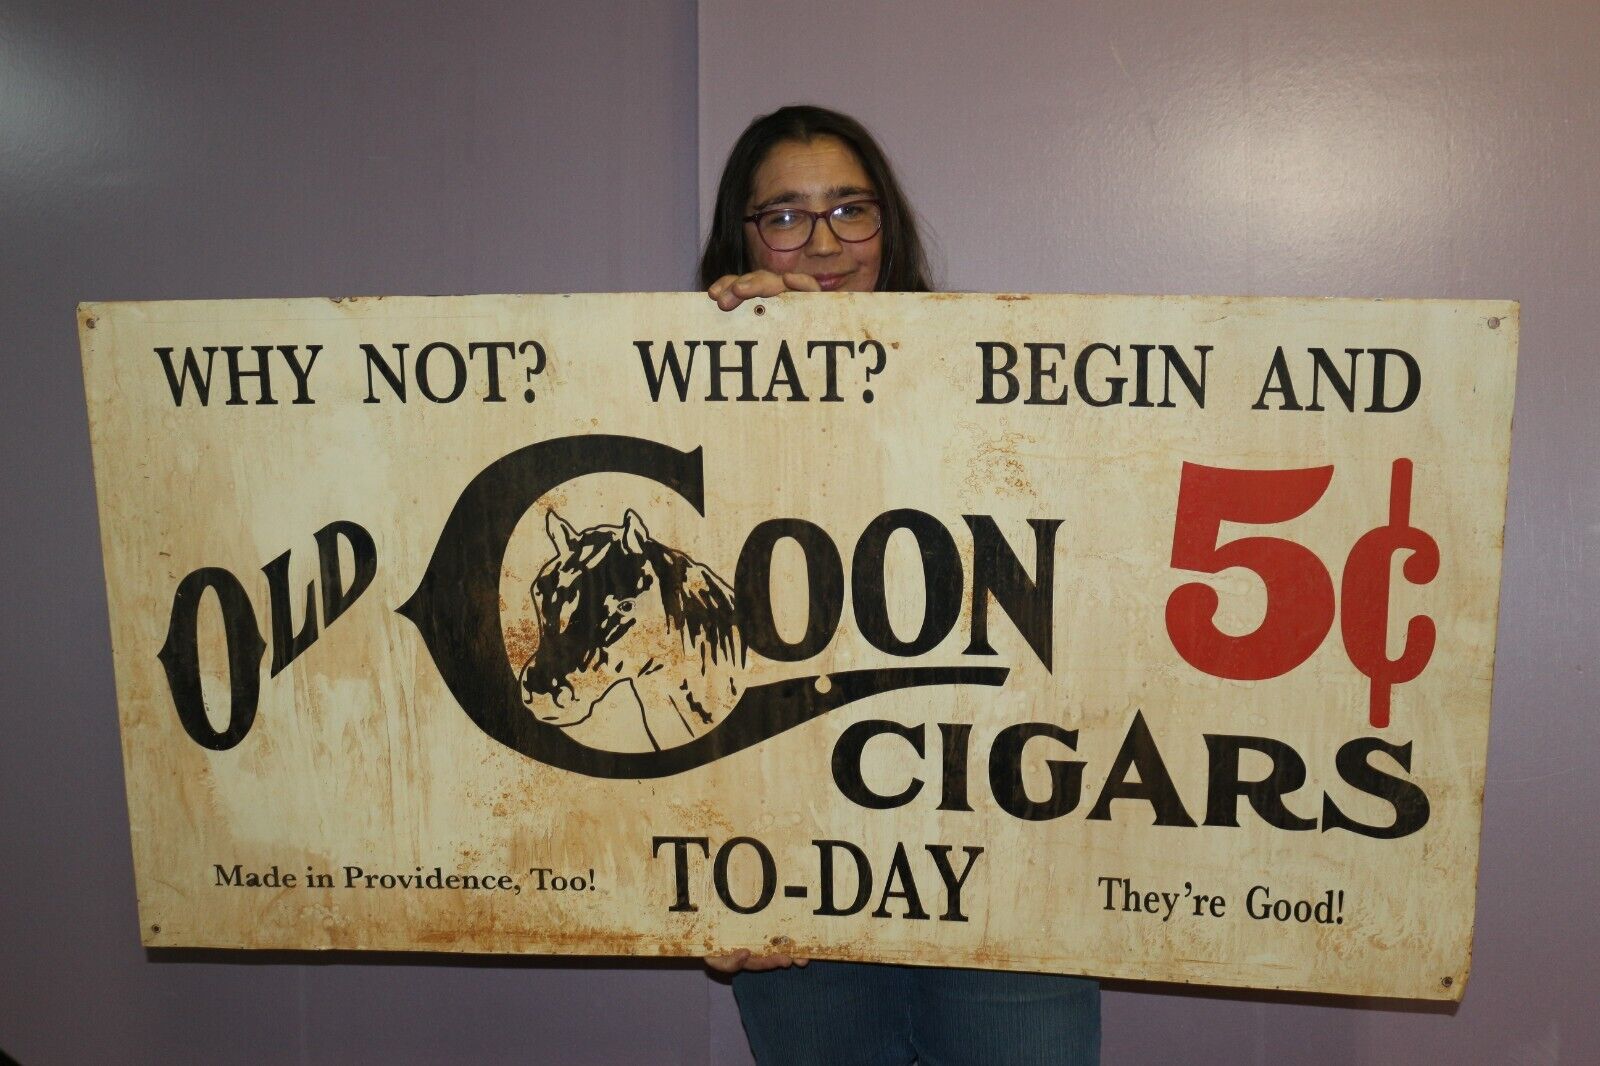 WHY NOT? WHAT? BEGIN AND
OLD COON 5¢
CIGARS
TO-DAY
Made in Providence, Too!
They're Good!